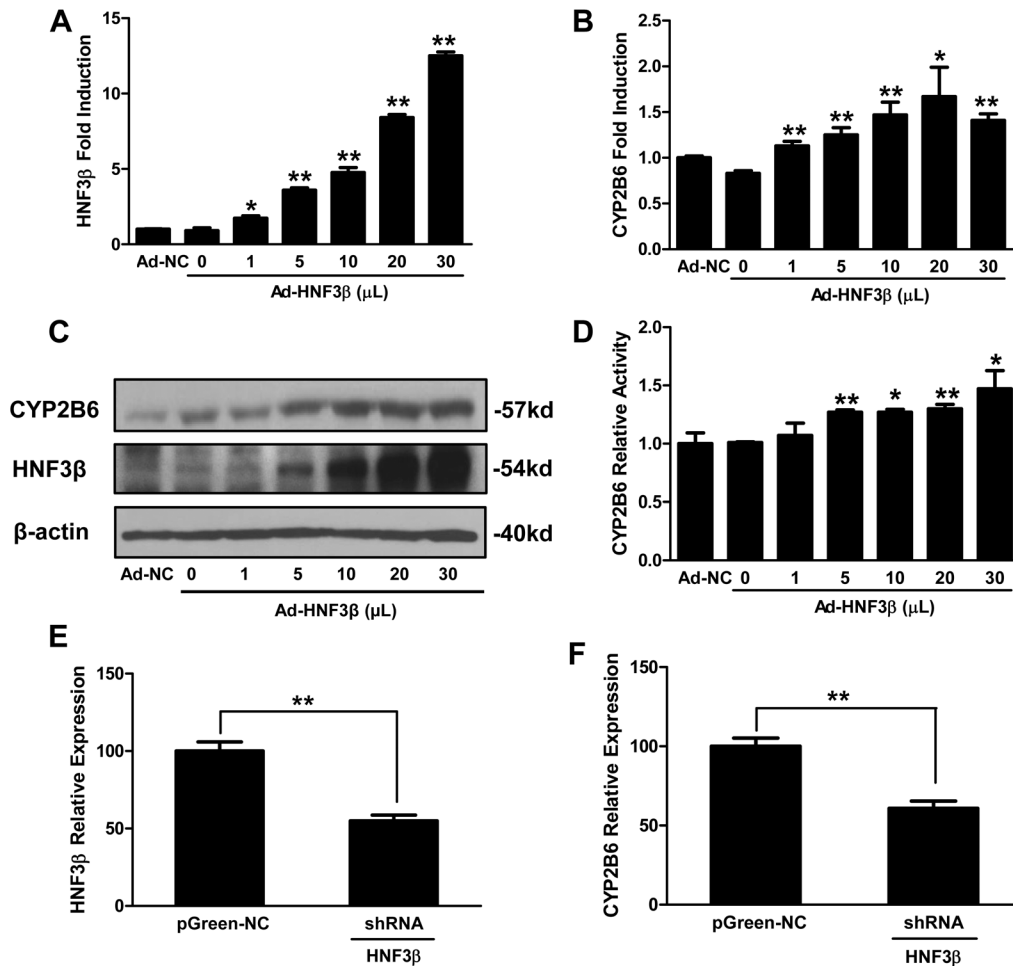 A
HNF3β Fold Induction
15
10
5
0
*
**
**
**
**
Ad-NC 0 1 5 10 20 30
Ad-HNF3β (μL)
B
CYP2B6 Fold Induction
2.5
2.0
1.5
1.0
0.5
0.0
**
**
**
*
**
Ad-NC 0 1 5 10 20 30
Ad-HNF3β (μL)
C
CYP2B6 -57kd
HNF3β -54kd
β-actin -40kd
Ad-NC 0 1 5 10 20 30
Ad-HNF3β (μL)
D
CYP2B6 Relative Activity
2.0
1.5
1.0
0.5
0.0
**
*
**
*
Ad-NC 0 1 5 10 20 30
Ad-HNF3β (μL)
E
HNF3β Relative Expression
150
100
50
0
**
pGreen-NC shRNA
HNF3β
F
CYP2B6 Relative Expression
150
100
50
0
**
pGreen-NC shRNA
HNF3β